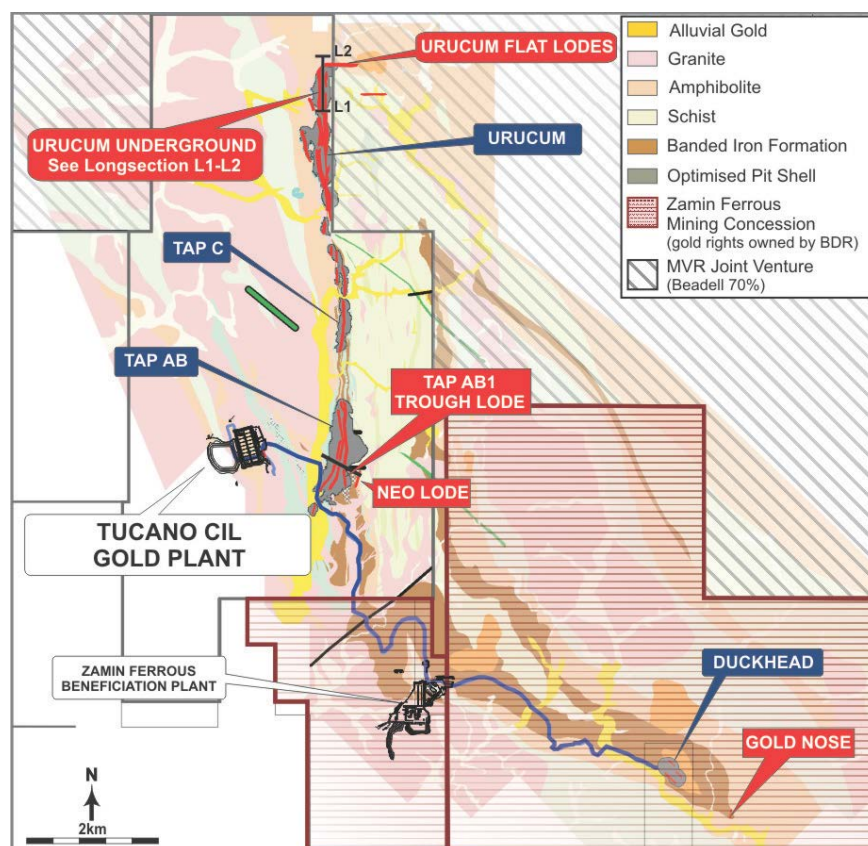 L2
URUCUM FLAT LODES
L1
URUCUM UNDERGROUND
See Longsection L1-L2
URUCUM
TAP C
TAP AB
TAP AB1
TROUGH LODE
NEO LODE
TUCANO CIL
GOLD PLANT
ZAMIN FERROUS
BENEFICIATION PLANT
DUCKHEAD
GOLD NOSE
N
2km
Alluvial Gold
Granite
Amphibolite
Schist
Banded Iron Formation
Optimised Pit Shell
Zamin Ferrous
Mining Concession
(gold rights owned by BDR)
MVR Joint Venture
(Beadell 70%)